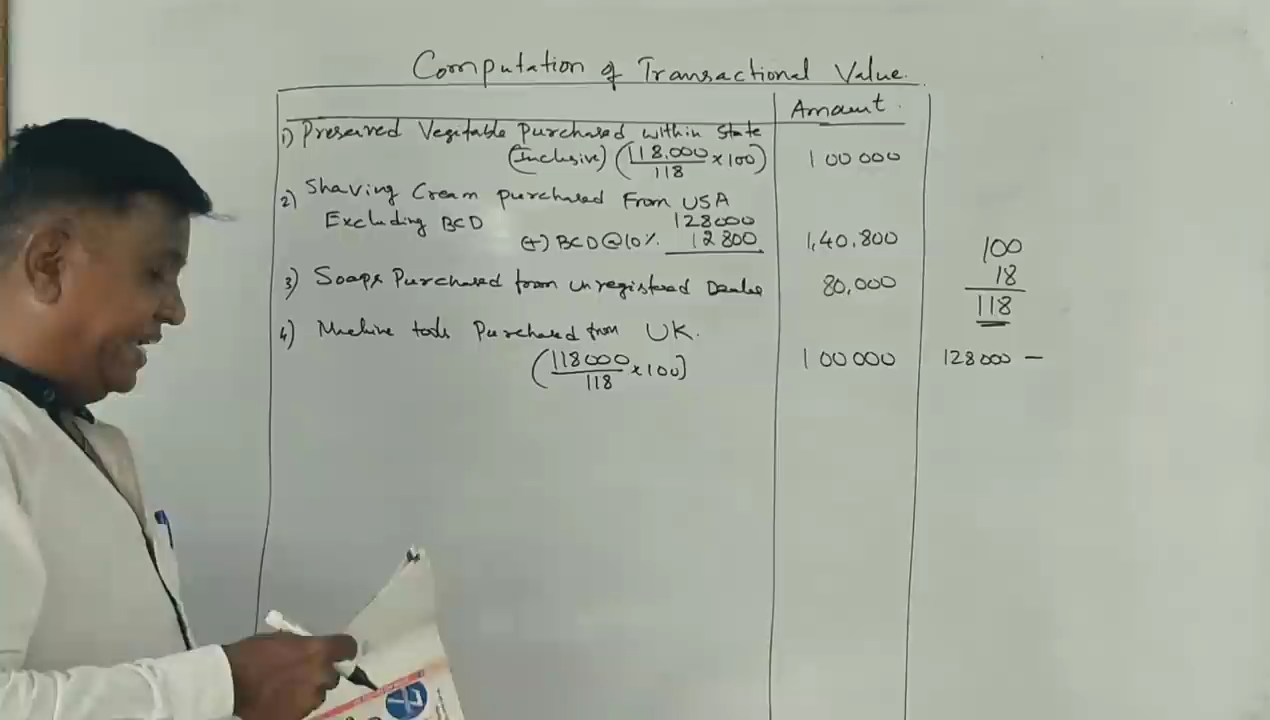 Computation of Transactional Value.
Amount.
1) Preserved Vegitable Purchased within State
(Inclusive) (118,000/118 × 100) 1 00 000
2) Shaving Cream purchased From USA
Excluding BCD 128000
(+) BCD @ 10%. 12 800 1,40,800
3) Soaps Purchased from unregistered Dealer 80,000
4) Machine tools Purchased from UK.
(118000/118 × 100) 1 00 000
100
18
118
128000 —